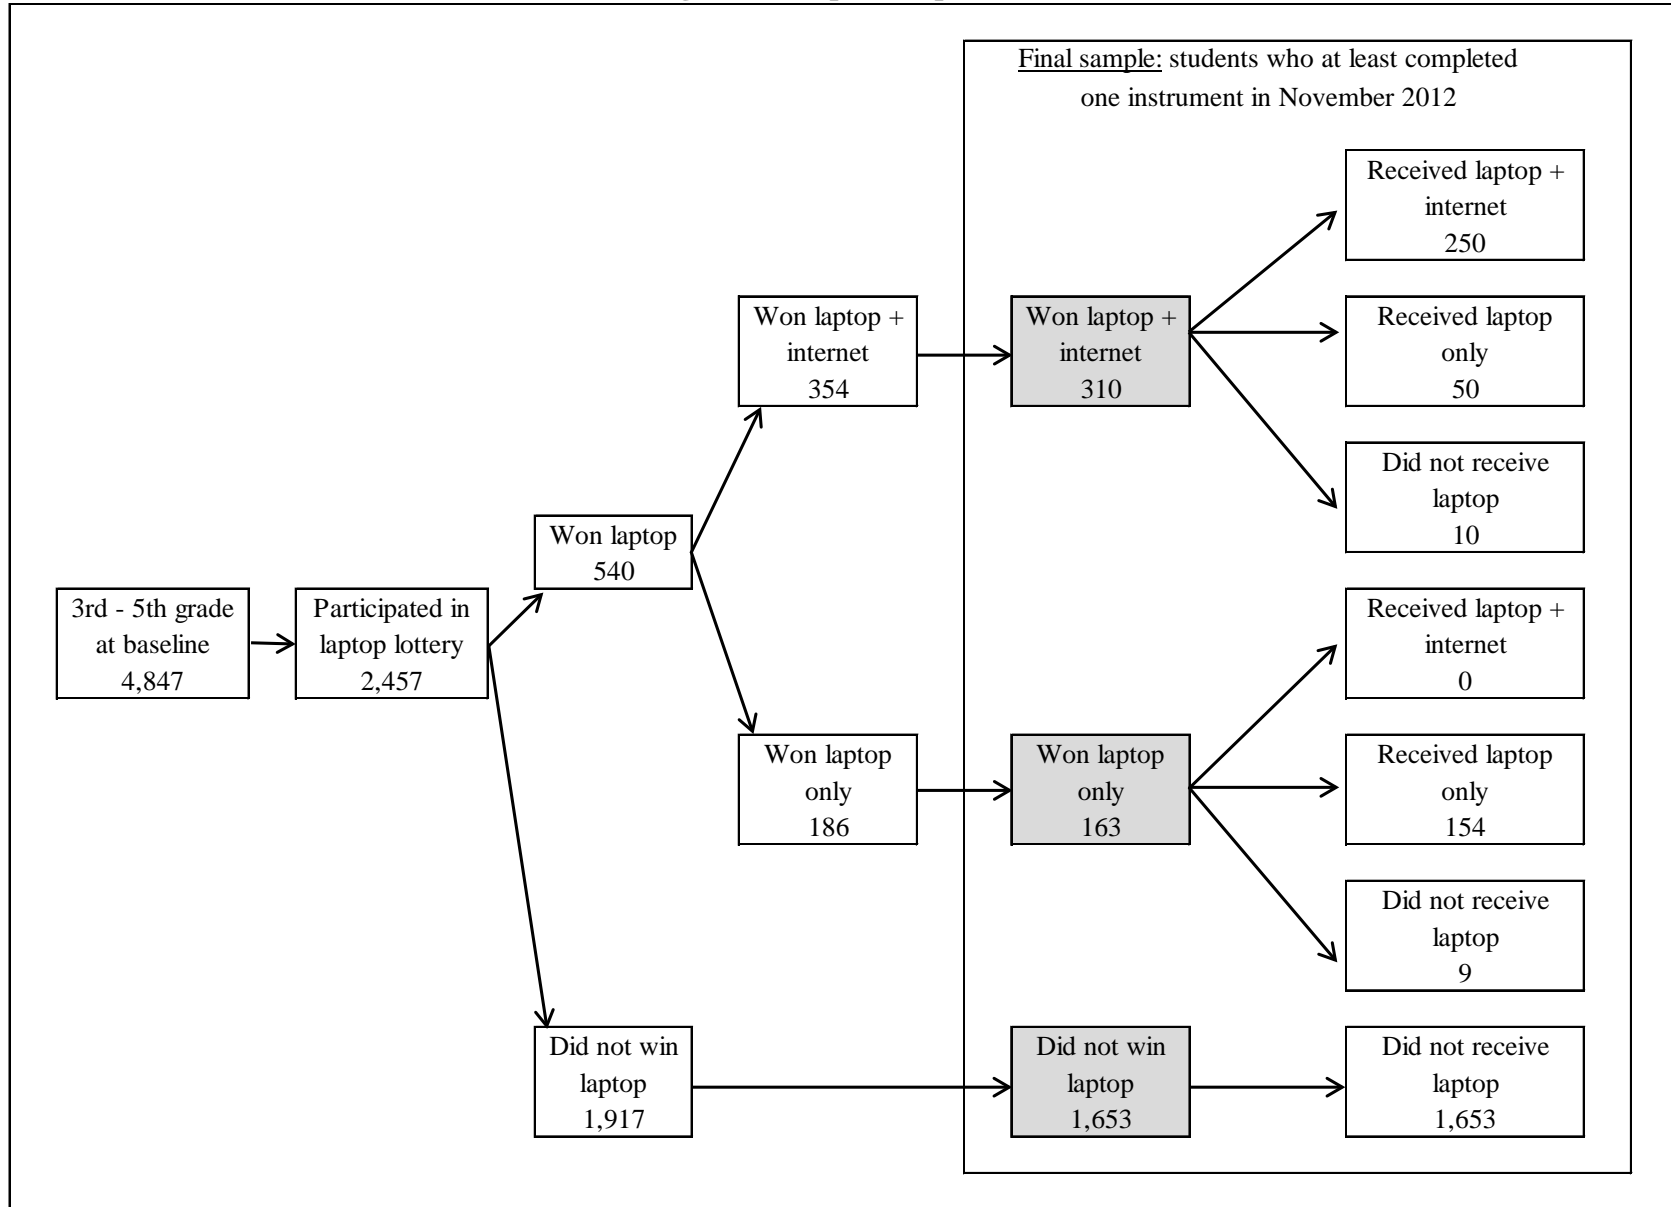 Final sample: students who at least completed
one instrument in November 2012
Received laptop +
internet
250
Won laptop +
internet
354
Won laptop +
internet
310
Received laptop
only
50
Did not receive
laptop
10
Won laptop
540
3rd - 5th grade
at baseline
4,847
Participated in
laptop lottery
2,457
Received laptop +
internet
0
Won laptop
only
186
Won laptop
only
163
Received laptop
only
154
Did not receive
laptop
9
Did not win
laptop
1,917
Did not win
laptop
1,653
Did not receive
laptop
1,653